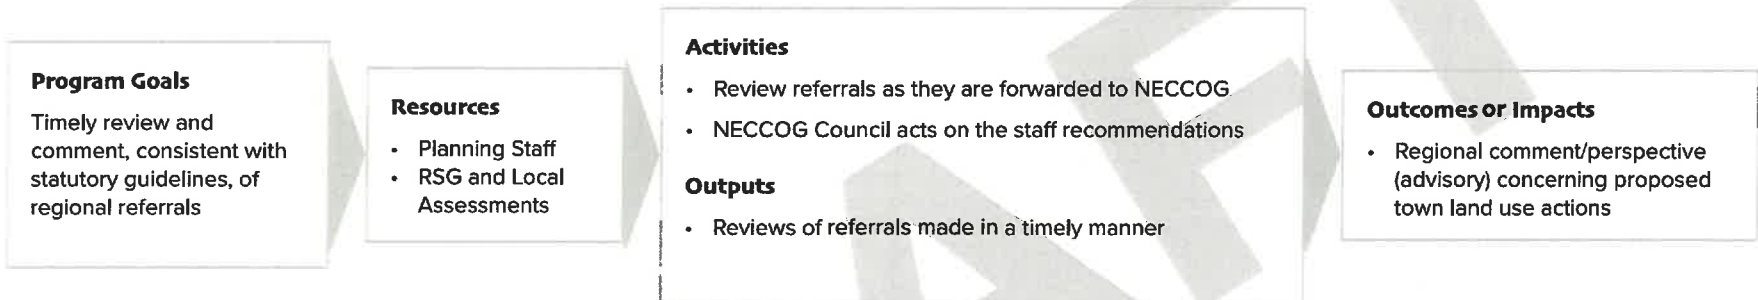 Program Goals
Timely review and
comment, consistent with
statutory guidelines, of
regional referrals
Resources
• Planning Staff
• RSG and Local
Assessments
Activities
• Review referrals as they are forwarded to NECCOG
• NECCOG Council acts on the staff recommendations
Outputs
• Reviews of referrals made in a timely manner
Outcomes or Impacts
• Regional comment/perspective
(advisory) concerning proposed
town land use actions